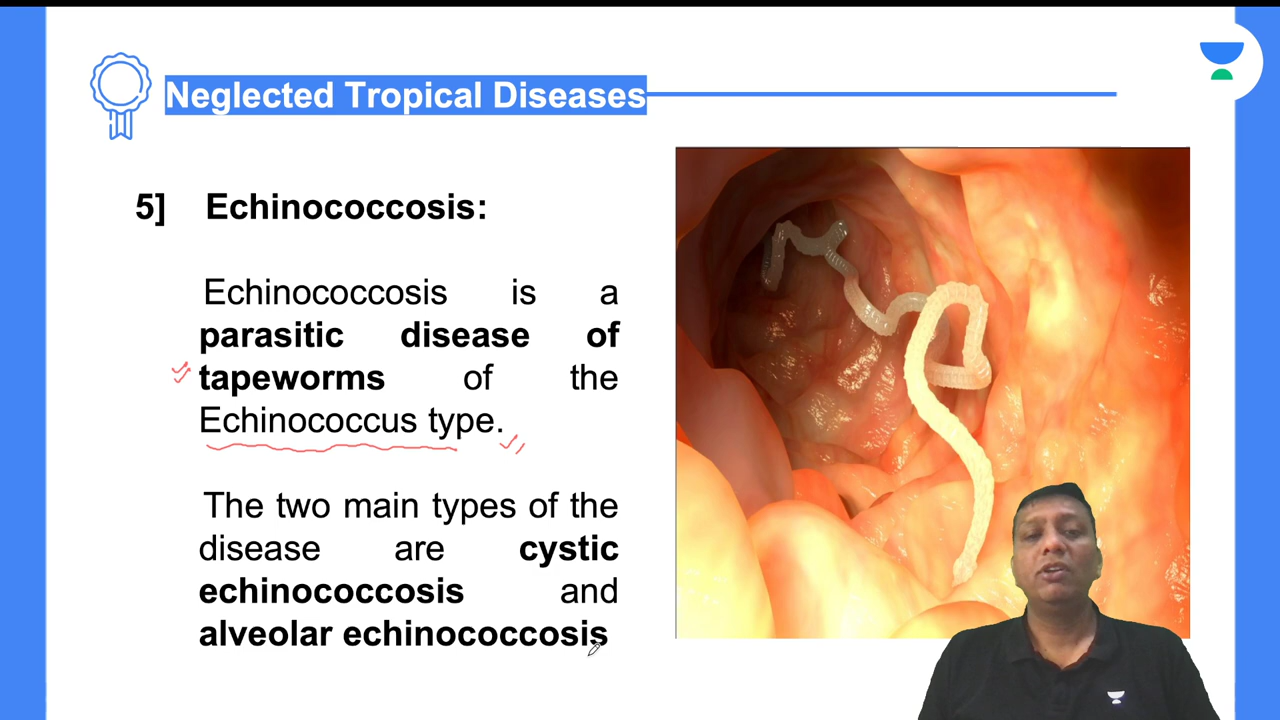 Neglected Tropical Diseases
5] Echinococcosis:
Echinococcosis is a
parasitic disease of
tapeworms of the
Echinococcus type.
The two main types of the
disease are cystic
echinococcosis and
alveolar echinococcosis